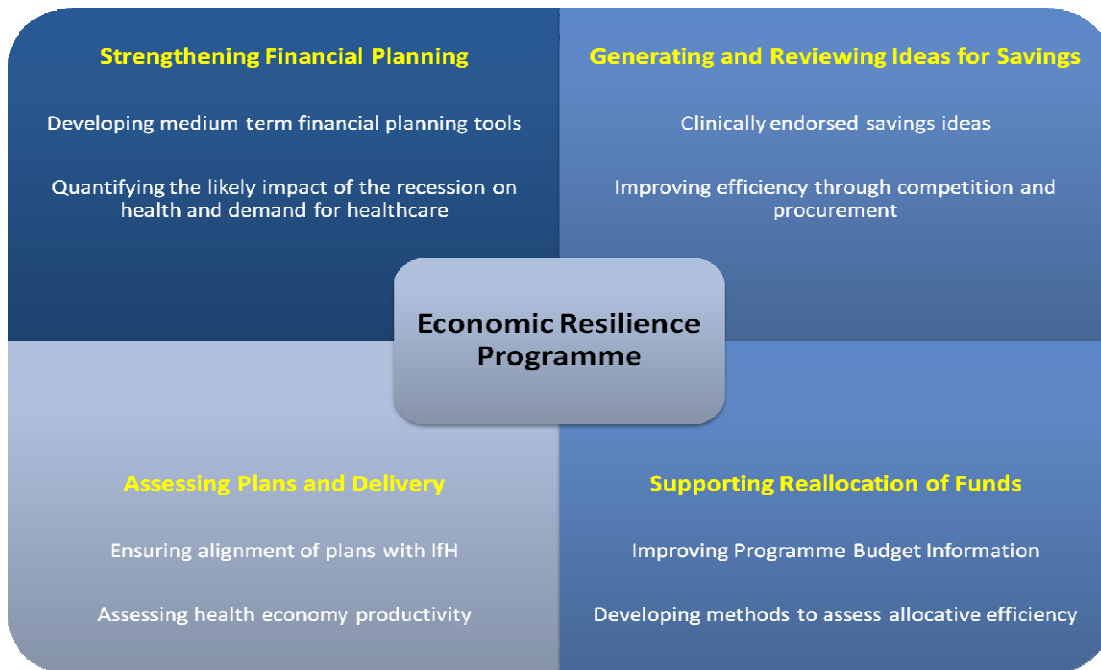 Strengthening Financial Planning
Developing medium term financial planning tools
Quantifying the likely impact of the recession on
health and demand for healthcare
Generating and Reviewing Ideas for Savings
Clinically endorsed savings ideas
Improving efficiency through competition and
procurement
Economic Resilience
Programme
Assessing Plans and Delivery
Ensuring alignment of plans with IfH
Assessing health economy productivity
Supporting Reallocation of Funds
Improving Programme Budget Information
Developing methods to assess allocative efficiency